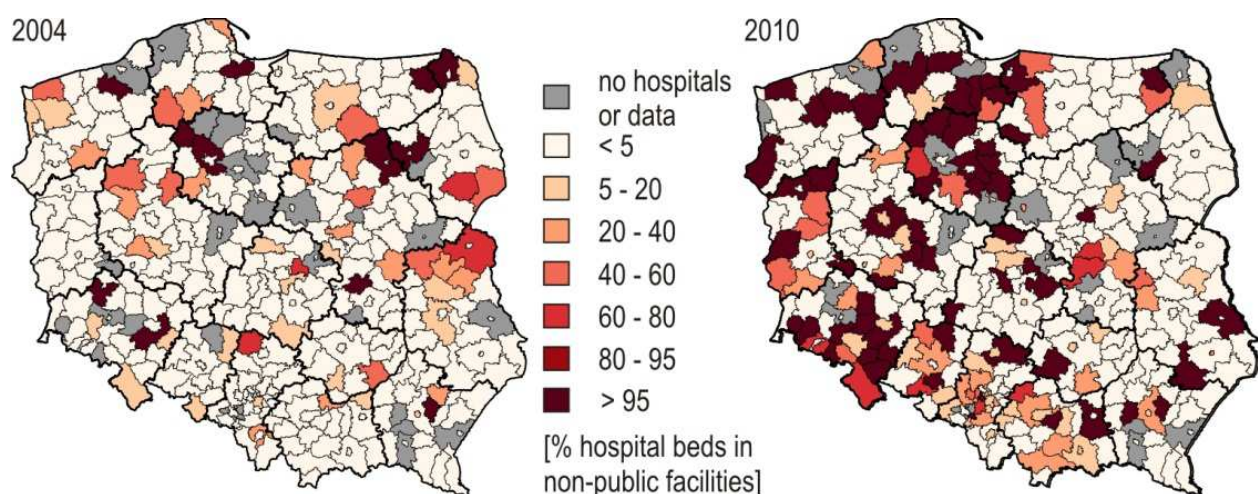 2004
2010
no hospitals
or data
< 5
5 - 20
20 - 40
40 - 60
60 - 80
80 - 95
> 95
[% hospital beds in
non-public facilities]